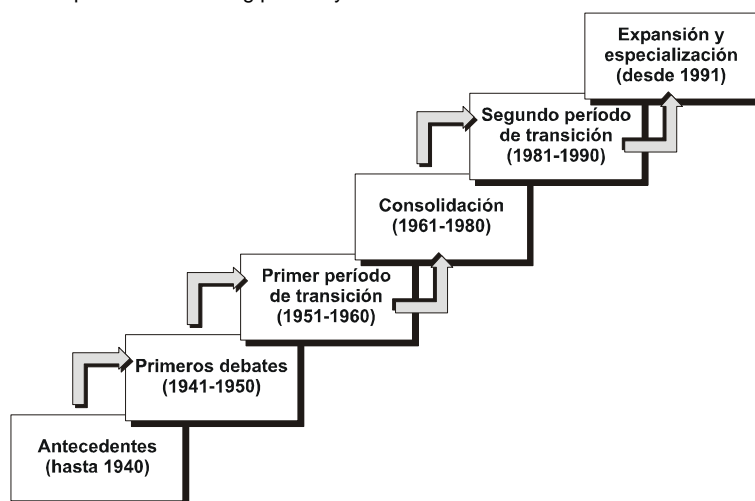 Expansión y
especialización
(desde 1991)
Segundo período
de transición
(1981-1990)
Consolidación
(1961-1980)
Primer período
de transición
(1951-1960)
Primeros debates
(1941-1950)
Antecedentes
(hasta 1940)